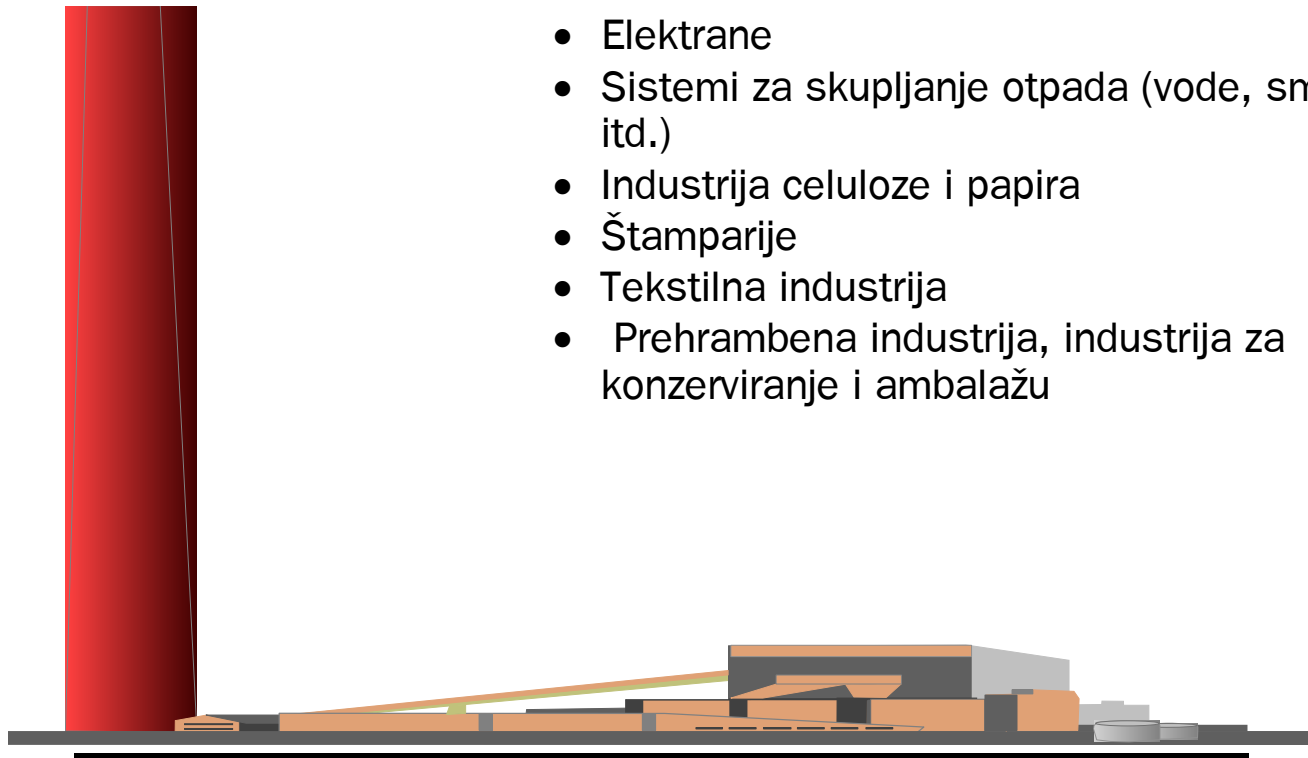 • Elektrane
• Sistemi za skupljanje otpada (vode,
itd.)
• Industrija celuloze i papira
• Štamparije
• Tekstilna industrija
• Prehrambena industrija, industrija za
konzerviranje i ambalažu